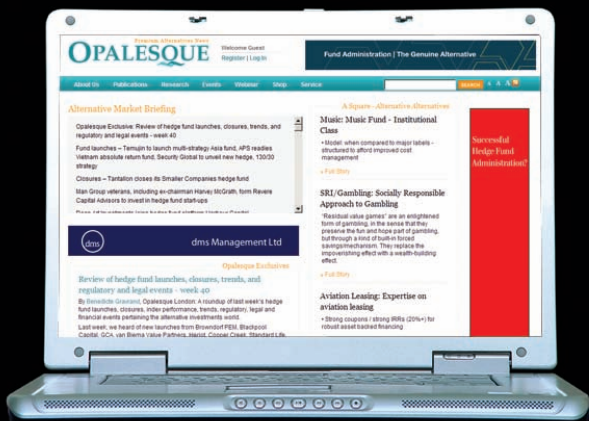 Premium Alternatives News
OPALESQUE
Welcome Guest
Register | Log in
Fund Administration | The Genuine Alternative
About Us
Publications
Research
Events
Webinar
Shop
Service
SEARCH
A A A
Alternative Market Briefing
Opalesque Exclusive: Review of hedge fund launches, closures, trends, and
regulatory and legal events - week 40
Fund launches – Temujin to launch multi-strategy Asia fund, APS readies
Vietnam absolute return fund, Security Global to unveil new hedge, 130/30
strategy
Closures – Tantallon closes its Smaller Companies hedge fund
Man Group veterans, including ex-chairman Harvey McGrath, form Revere
Capital Advisors to invest in hedge fund start-ups
dms
dms Management Ltd
Opalesque Exclusives
Review of hedge fund launches, closures, trends, and
regulatory and legal events - week 40
By Benedicte Gravrand, Opalesque London: A roundup of last week's hedge
fund launches, closures, index performance, trends, regulatory, legal and
financial events pertaining the alternative investments world.
Last week, we heard of new launches from Browndorf FEM, Blackpool
Capital, GCA, van Biema Value Partners, Heriot, Cooper Creek, Standard Life,
A Square - Alternative Alternatives
Music: Music Fund - Institutional
Class
• Model: when compared to major labels -
structured to afford improved cost
management
» Full Story
SRI/Gambling: Socially Responsible
Approach to Gambling
"Residual value games" are an enlightened
form of gambling, in the sense that they
preserve the fun and hope part of gambling,
but through a kind of built-in forced
savings mechanism. They replace the
impoverishing effect with a wealth-building
effect.
» Full Story
Aviation Leasing: Expertise on
aviation leasing
• Strong coupons / strong IRRs (20%+) for
robust asset backed financing
Successful
Hedge Fund
Administration?